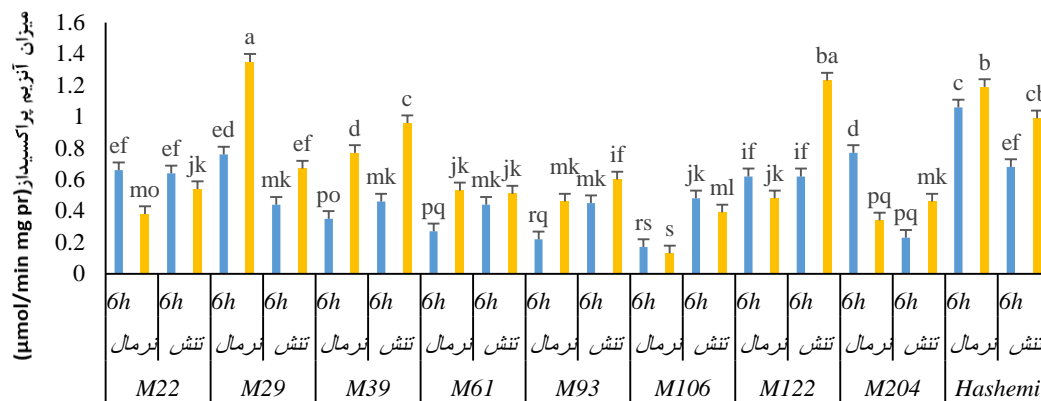 میزان آنزیم پراکسیداز(μmol/min mg pr)
1.6
1.4
1.2
1
0.8
0.6
0.4
0.2
0
ef mo ef jk ed a mk ef po d mk c pq jk mk jk rq mk mk if rs s jk ml if jk if ba d pq pq mk c b ef cb
6h 6h 6h 6h 6h 6h 6h 6h 6h 6h 6h 6h 6h 6h 6h 6h 6h 6h
نرمال تنش نرمال تنش نرمال تنش نرمال تنش نرمال تنش نرمال تنش نرمال تنش نرمال تنش نرمال تنش
M22 M29 M39 M61 M93 M106 M122 M204 Hashemi